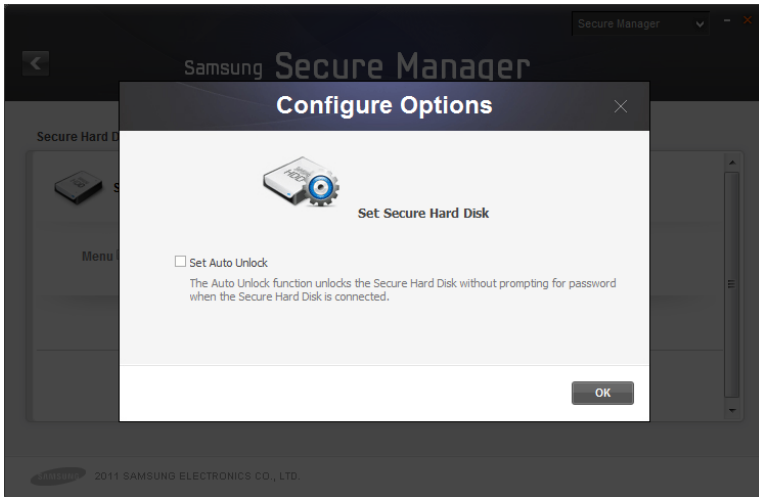 Secure Manager
Samsung Secure Manager
Configure Options
Secure Hard D
HDD
S
Set Secure Hard Disk
Menu
Set Auto Unlock
The Auto Unlock function unlocks the Secure Hard Disk without prompting for password
when the Secure Hard Disk is connected.
OK
SAMSUNG 2011 SAMSUNG ELECTRONICS CO., LTD.